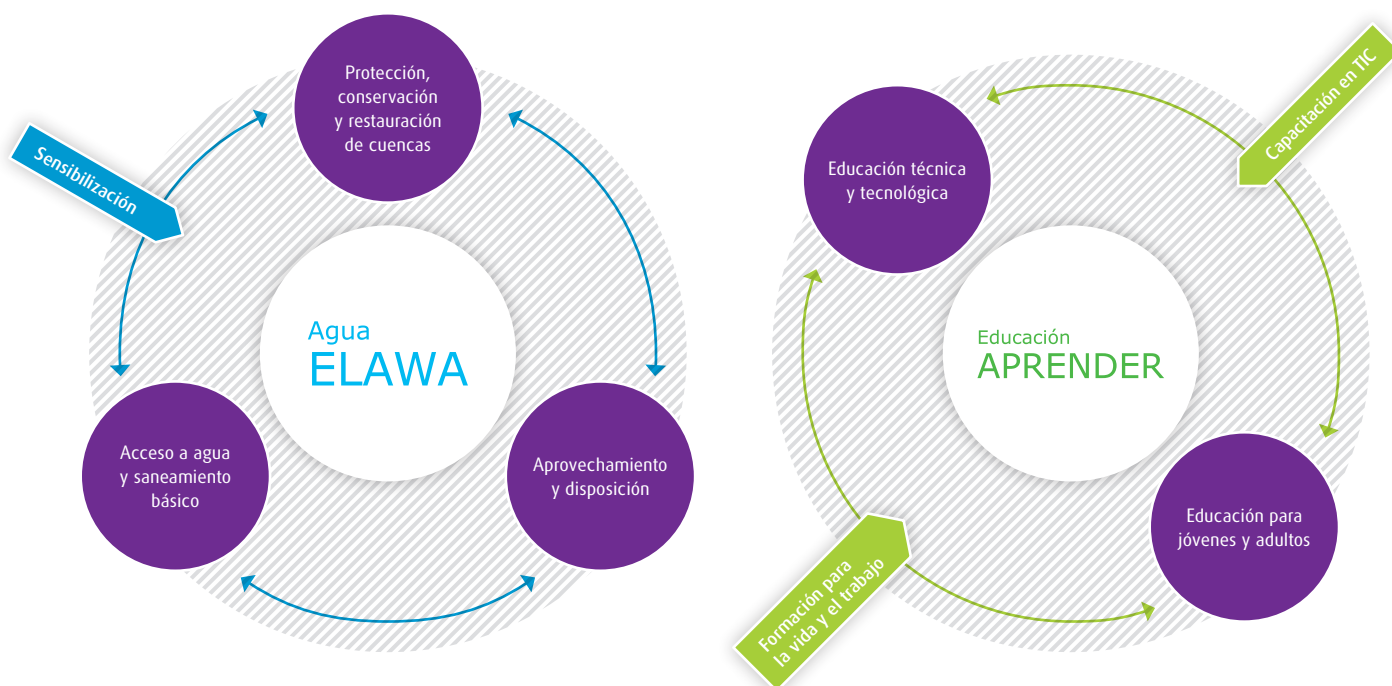 Protección,
conservación
y restauración
de cuencas
Sensibilización
Agua
ELAWA
Acceso a agua
y saneamiento
básico
Aprovechamiento
y disposición
Capacitación en TIC
Educación técnica
y tecnológica
Educación
APRENDER
Educación para
jóvenes y adultos
Formación para
la vida y el trabajo